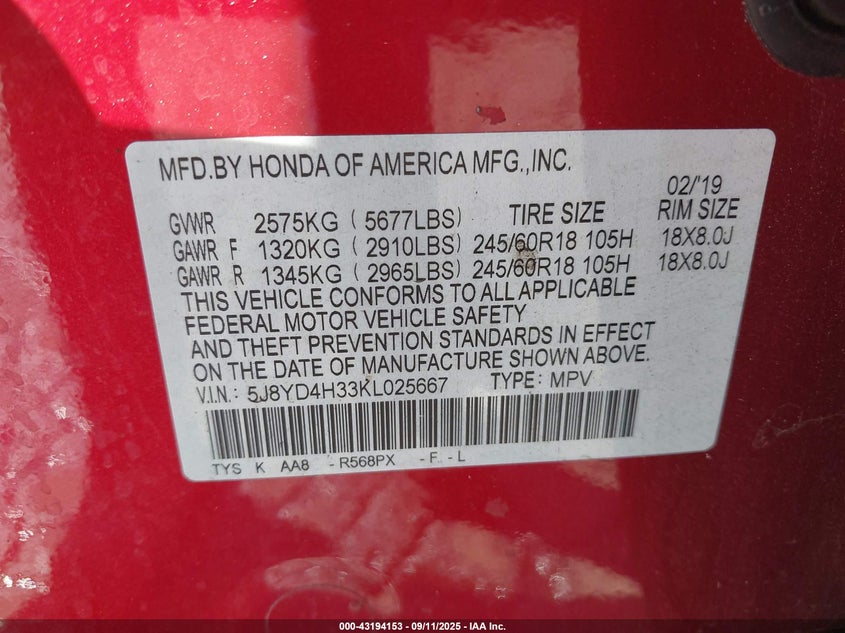 MFD.BY HONDA OF AMERICA MFG.,INC.
02/'19
GVWR 2575KG ( 5677LBS) TIRE SIZE RIM SIZE
GAWR F 1320KG ( 2910LBS) 245/60R18 105H 18X8.0J
GAWR R 1345KG ( 2965LBS) 245/60R18 105H 18X8.0J
THIS VEHICLE CONFORMS TO ALL APPLICABLE
FEDERAL MOTOR VEHICLE SAFETY
AND THEFT PREVENTION STANDARDS IN EFFECT
ON THE DATE OF MANUFACTURE SHOWN ABOVE.
V.I.N.: 5J8YD4H33KL025667 TYPE: MPV
TYS K AA8 - R568PX - F - L
000-43194153 - 09/11/2025 - IAA Inc.